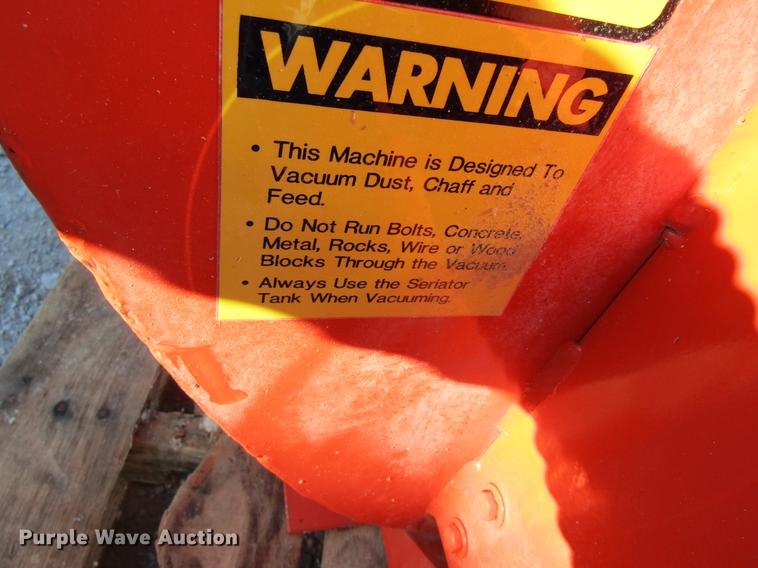 WARNING
• This Machine is Designed To
Vacuum Dust, Chaff and
Feed.
• Do Not Run Bolts, Concrete,
Metal, Rocks, Wire or Wood
Blocks Through the Vacuum.
• Always Use the Seriator
Tank When Vacuuming.
Purple Wave Auction®